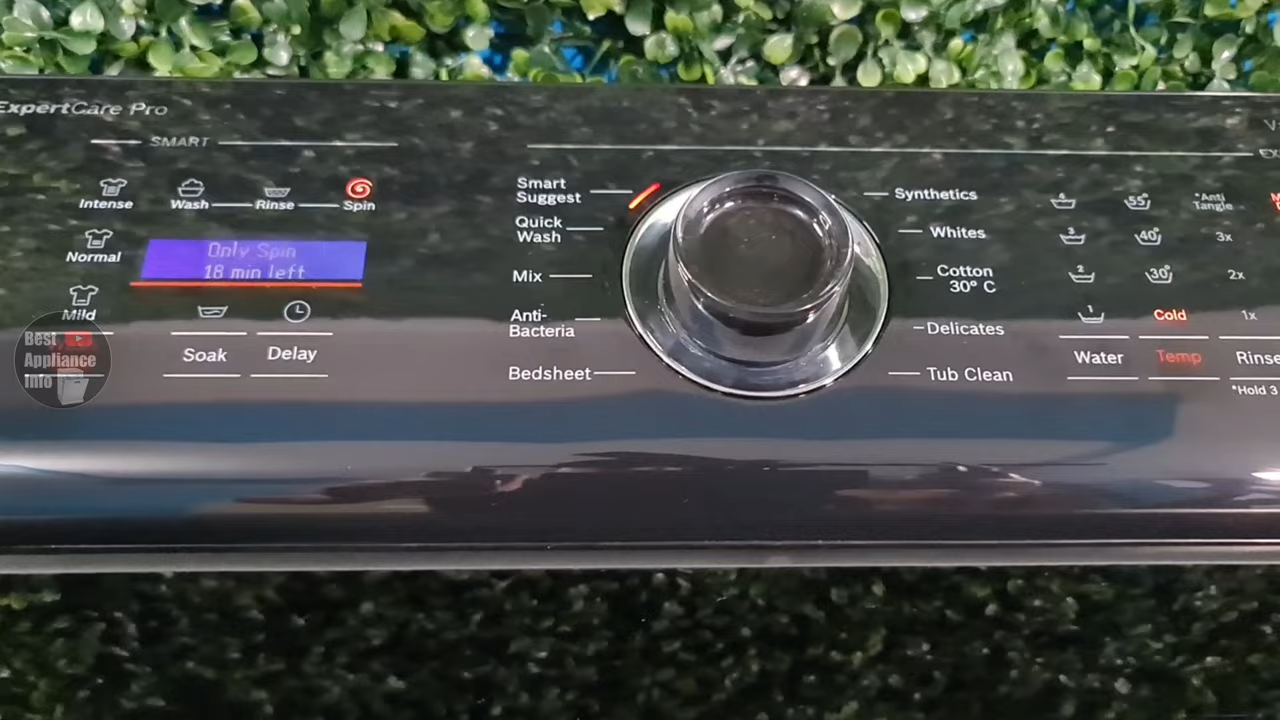 ExpertCare Pro
SMART
Intense
Wash
Rinse
Spin
Normal
Only Spin
18 min left
Mild
Soak
Delay
Best
Appliance
Info
Smart
Suggest
Quick
Wash
Mix
Anti-
Bacteria
Bedsheet
Synthetics
Whites
Cotton
30° C
Delicates
Tub Clean
4
55°
*Anti
Tangle
3
40°
3x
2
30°
2x
1
Cold
1x
Water
Temp
Rinse
*Hold 3